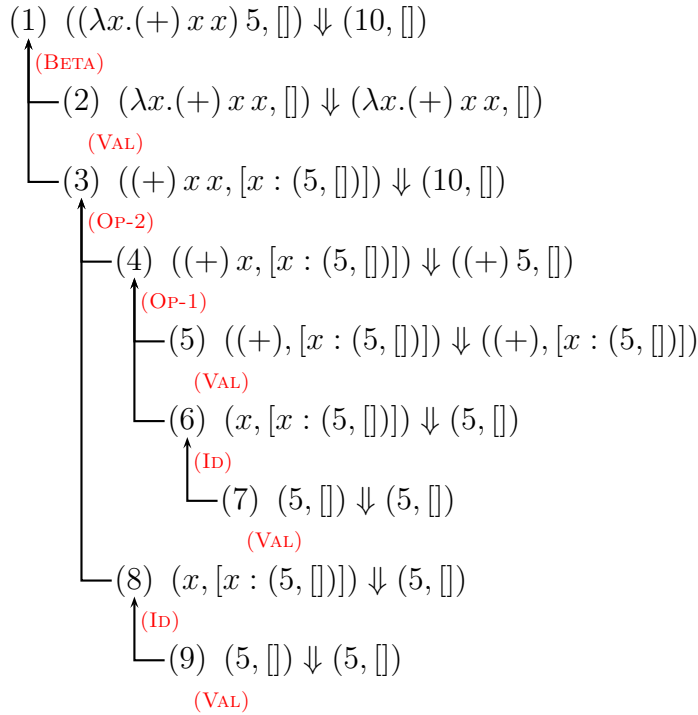 (1) ((λx.(+) x x) 5, []) ⇓ (10, [])
(Beta)
(2) (λx.(+) x x, []) ⇓ (λx.(+) x x, [])
(Val)
(3) ((+) x x, [x : (5, [])]) ⇓ (10, [])
(Op-2)
(4) ((+) x, [x : (5, [])]) ⇓ ((+) 5, [])
(Op-1)
(5) ((+), [x : (5, [])]) ⇓ ((+), [x : (5, [])])
(Val)
(6) (x, [x : (5, [])]) ⇓ (5, [])
(Id)
(7) (5, []) ⇓ (5, [])
(Val)
(8) (x, [x : (5, [])]) ⇓ (5, [])
(Id)
(9) (5, []) ⇓ (5, [])
(Val)